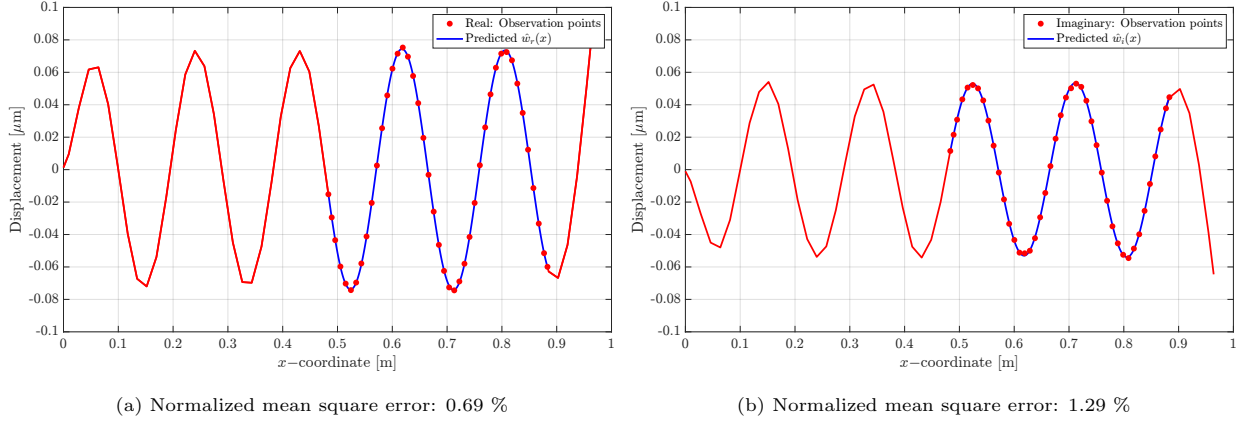 Real: Observation points
Predicted ŵᵣ(x)
0.1
0.08
0.06
0.04
0.02
0
-0.02
-0.04
-0.06
-0.08
-0.1
Displacement [μm]
0 0.1 0.2 0.3 0.4 0.5 0.6 0.7 0.8 0.9 1
x−coordinate [m]
(a) Normalized mean square error: 0.69 %
Imaginary: Observation points
Predicted ŵᵢ(x)
0.1
0.08
0.06
0.04
0.02
0
-0.02
-0.04
-0.06
-0.08
-0.1
Displacement [μm]
0 0.1 0.2 0.3 0.4 0.5 0.6 0.7 0.8 0.9 1
x−coordinate [m]
(b) Normalized mean square error: 1.29 %